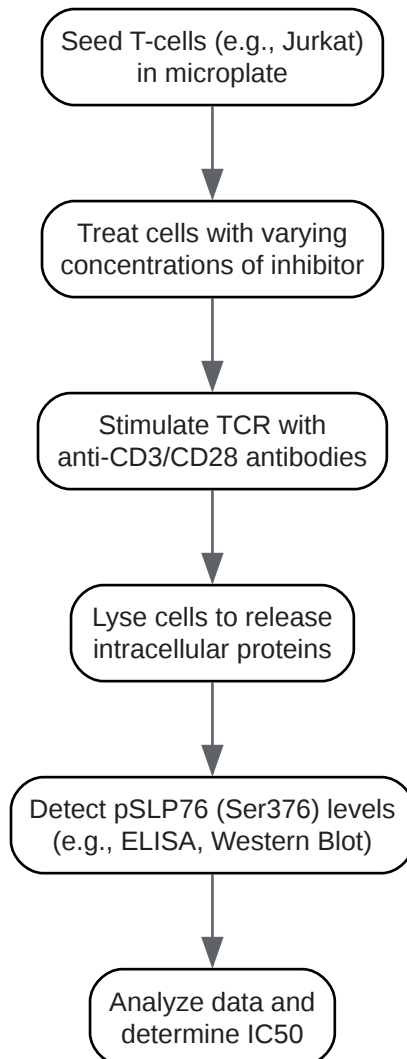 Seed T-cells (e.g., Jurkat)
in microplate
Treat cells with varying
concentrations of inhibitor
Stimulate TCR with
anti-CD3/CD28 antibodies
Lyse cells to release
intracellular proteins
Detect pSLP76 (Ser376) levels
(e.g., ELISA, Western Blot)
Analyze data and
determine IC50